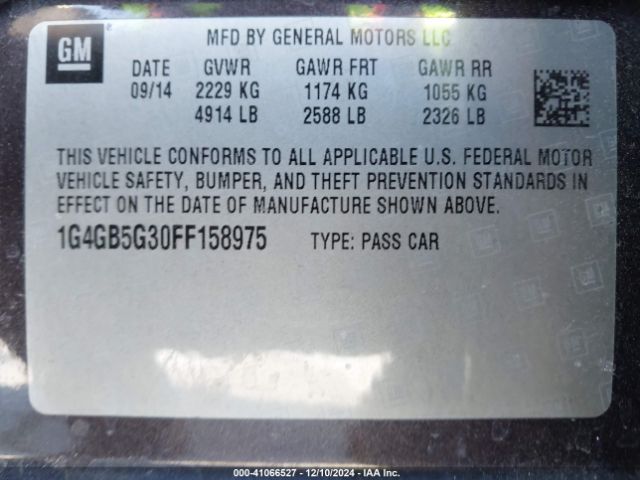 GM
MFD BY GENERAL MOTORS LLC
DATE GVWR GAWR FRT GAWR RR
09/14 2229 KG 1174 KG 1055 KG
4914 LB 2588 LB 2326 LB
THIS VEHICLE CONFORMS TO ALL APPLICABLE U.S. FEDERAL MOTOR
VEHICLE SAFETY, BUMPER, AND THEFT PREVENTION STANDARDS IN
EFFECT ON THE DATE OF MANUFACTURE SHOWN ABOVE.
1G4GB5G30FF158975 TYPE: PASS CAR
000-41066527 - 12/10/2024 - IAA Inc.